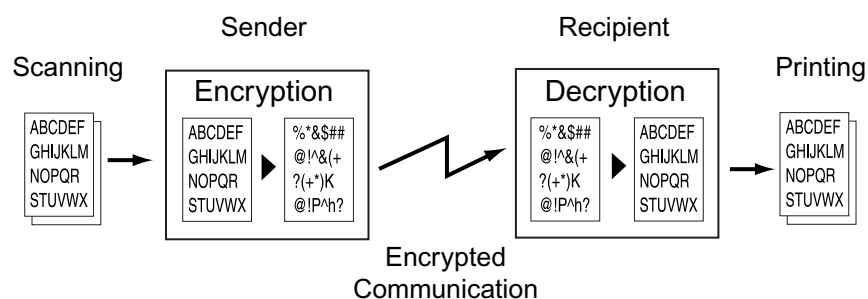 Sender
Recipient
Scanning
Printing
Encryption
Decryption
ABCDEF
GHIJKLM
NOPQR
STUVWX
ABCDEF
GHIJKLM
NOPQR
STUVWX
%*&$##
@!^&(+
?(+*)K
@!P^h?
%*&$##
@!^&(+
?(+*)K
@!P^h?
ABCDEF
GHIJKLM
NOPQR
STUVWX
ABCDEF
GHIJKLM
NOPQR
STUVWX
Encrypted
Communication